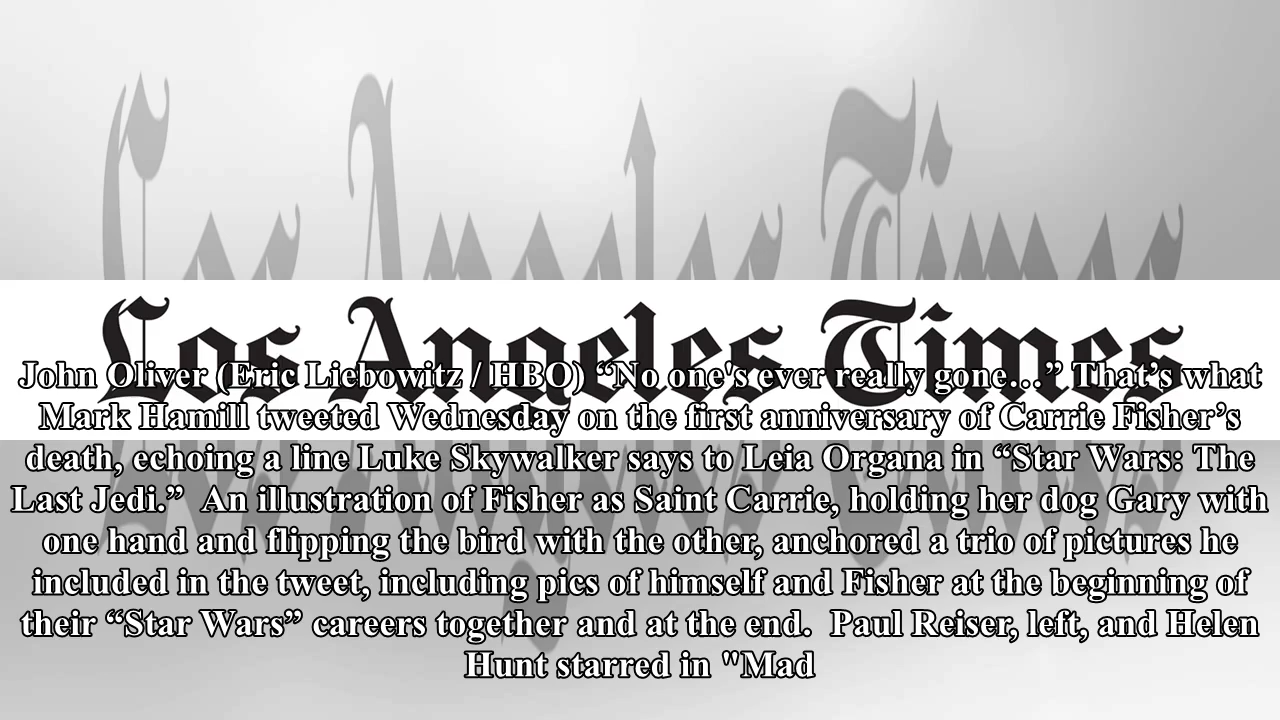 Los Angeles Times
John Oliver (Eric Liebowitz / HBO) “No one's ever really gone…” That’s what
Mark Hamill tweeted Wednesday on the first anniversary of Carrie Fisher’s
death, echoing a line Luke Skywalker says to Leia Organa in “Star Wars: The
Last Jedi.” An illustration of Fisher as Saint Carrie, holding her dog Gary with
one hand and flipping the bird with the other, anchored a trio of pictures he
included in the tweet, including pics of himself and Fisher at the beginning of
their “Star Wars” careers together and at the end. Paul Reiser, left, and Helen
Hunt starred in "Mad